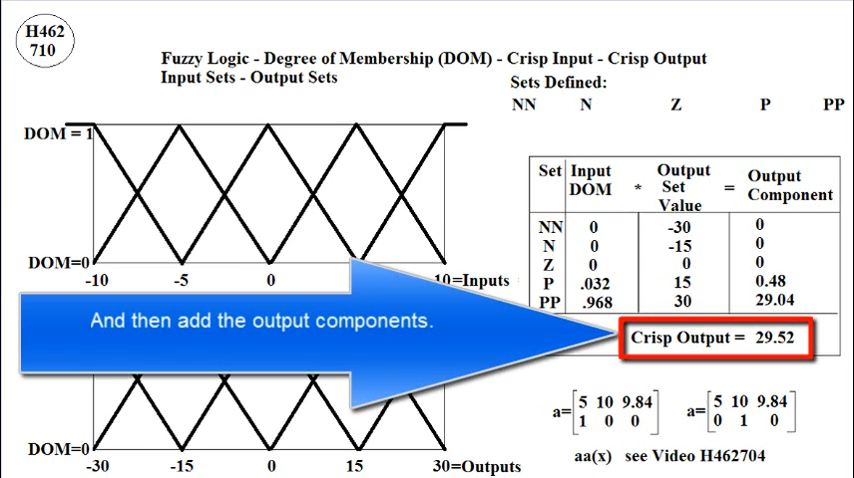 H462
710
Fuzzy Logic - Degree of Membership (DOM) - Crisp Input - Crisp Output
Input Sets - Output Sets
Sets Defined:
NN N Z P PP
DOM = 1
DOM=0
-10 -5 0 10=Inputs
Set Input DOM * Output Set Value = Output Component
NN 0 -30 0
N 0 -15 0
Z 0 0 0
P .032 15 0.48
PP .968 30 29.04
And then add the output components.
Crisp Output = 29.52
a= 5 10 9.84 a= 5 10 9.84
1 0 0 0 1 0
aa(x) see Video H462704
DOM=0
-30 -15 0 15 30=Outputs